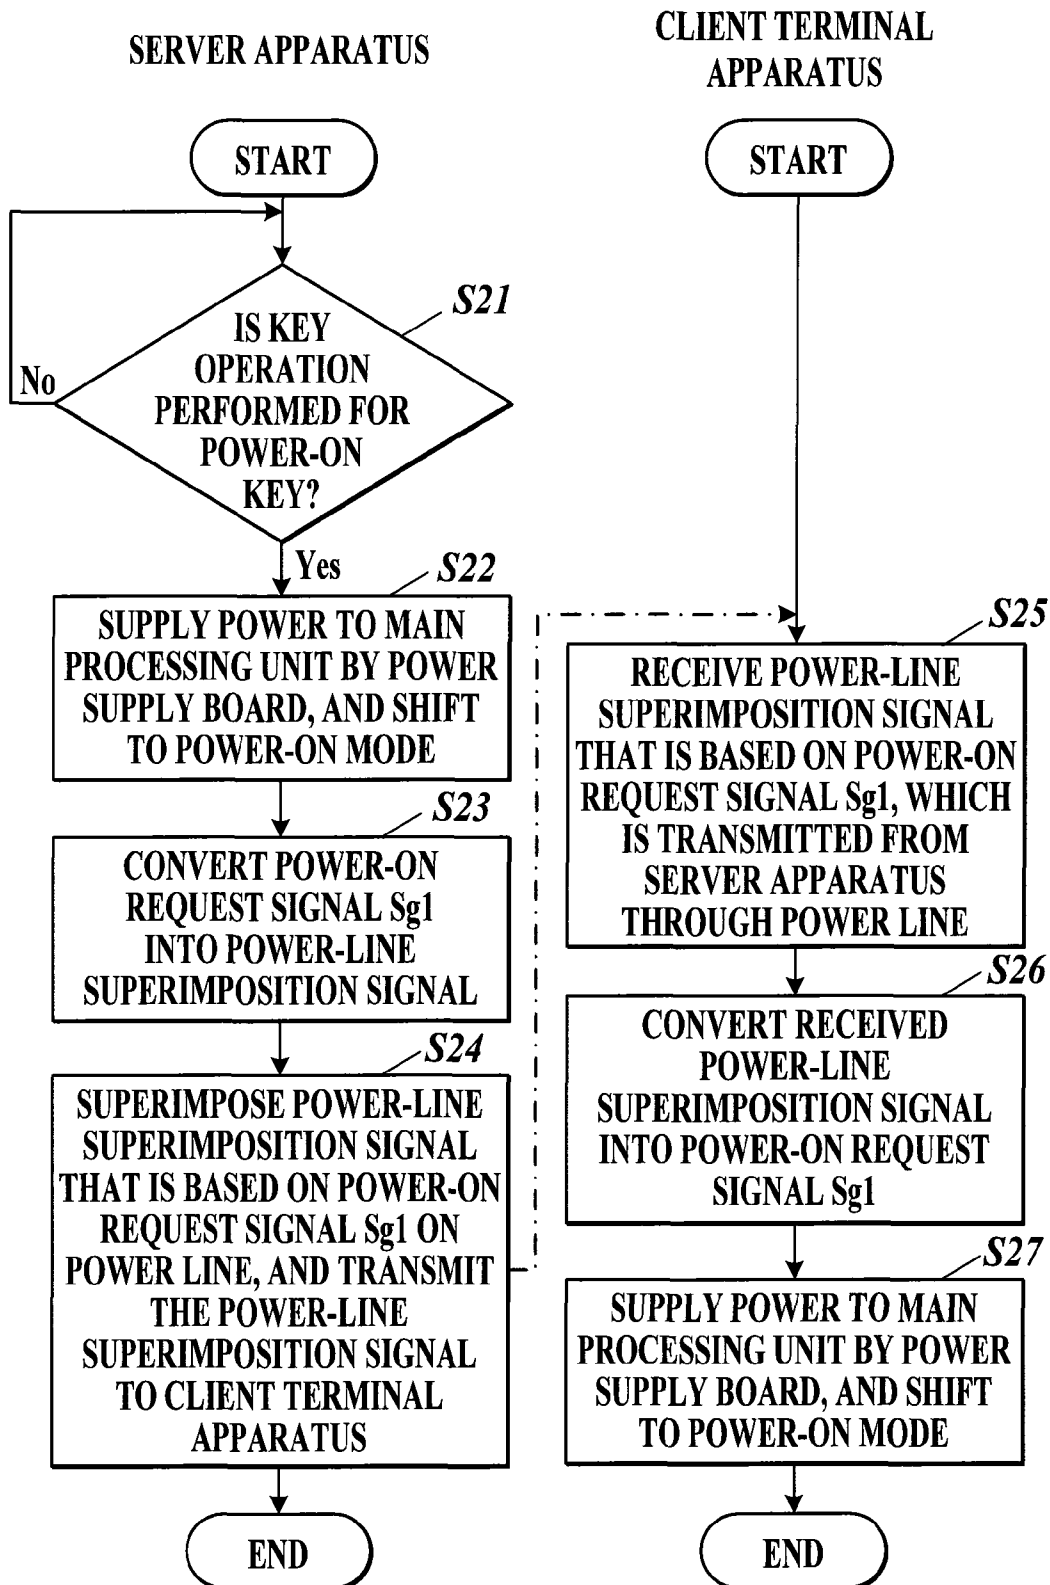 SERVER APPARATUS
START
S21
IS KEY
OPERATION
PERFORMED FOR
POWER-ON
KEY?
No
Yes
S22
SUPPLY POWER TO MAIN
PROCESSING UNIT BY POWER
SUPPLY BOARD, AND SHIFT
TO POWER-ON MODE
S23
CONVERT POWER-ON
REQUEST SIGNAL Sg1
INTO POWER-LINE
SUPERIMPOSITION SIGNAL
S24
SUPERIMPOSE POWER-LINE
SUPERIMPOSITION SIGNAL
THAT IS BASED ON POWER-ON
REQUEST SIGNAL Sg1 ON
POWER LINE, AND TRANSMIT
THE POWER-LINE
SUPERIMPOSITION SIGNAL
TO CLIENT TERMINAL
APPARATUS
END
CLIENT TERMINAL
APPARATUS
START
S25
RECEIVE POWER-LINE
SUPERIMPOSITION SIGNAL
THAT IS BASED ON POWER-ON
REQUEST SIGNAL Sg1, WHICH
IS TRANSMITTED FROM
SERVER APPARATUS
THROUGH POWER LINE
S26
CONVERT RECEIVED
POWER-LINE
SUPERIMPOSITION SIGNAL
INTO POWER-ON REQUEST
SIGNAL Sg1
S27
SUPPLY POWER TO MAIN
PROCESSING UNIT BY POWER
SUPPLY BOARD, AND SHIFT
TO POWER-ON MODE
END